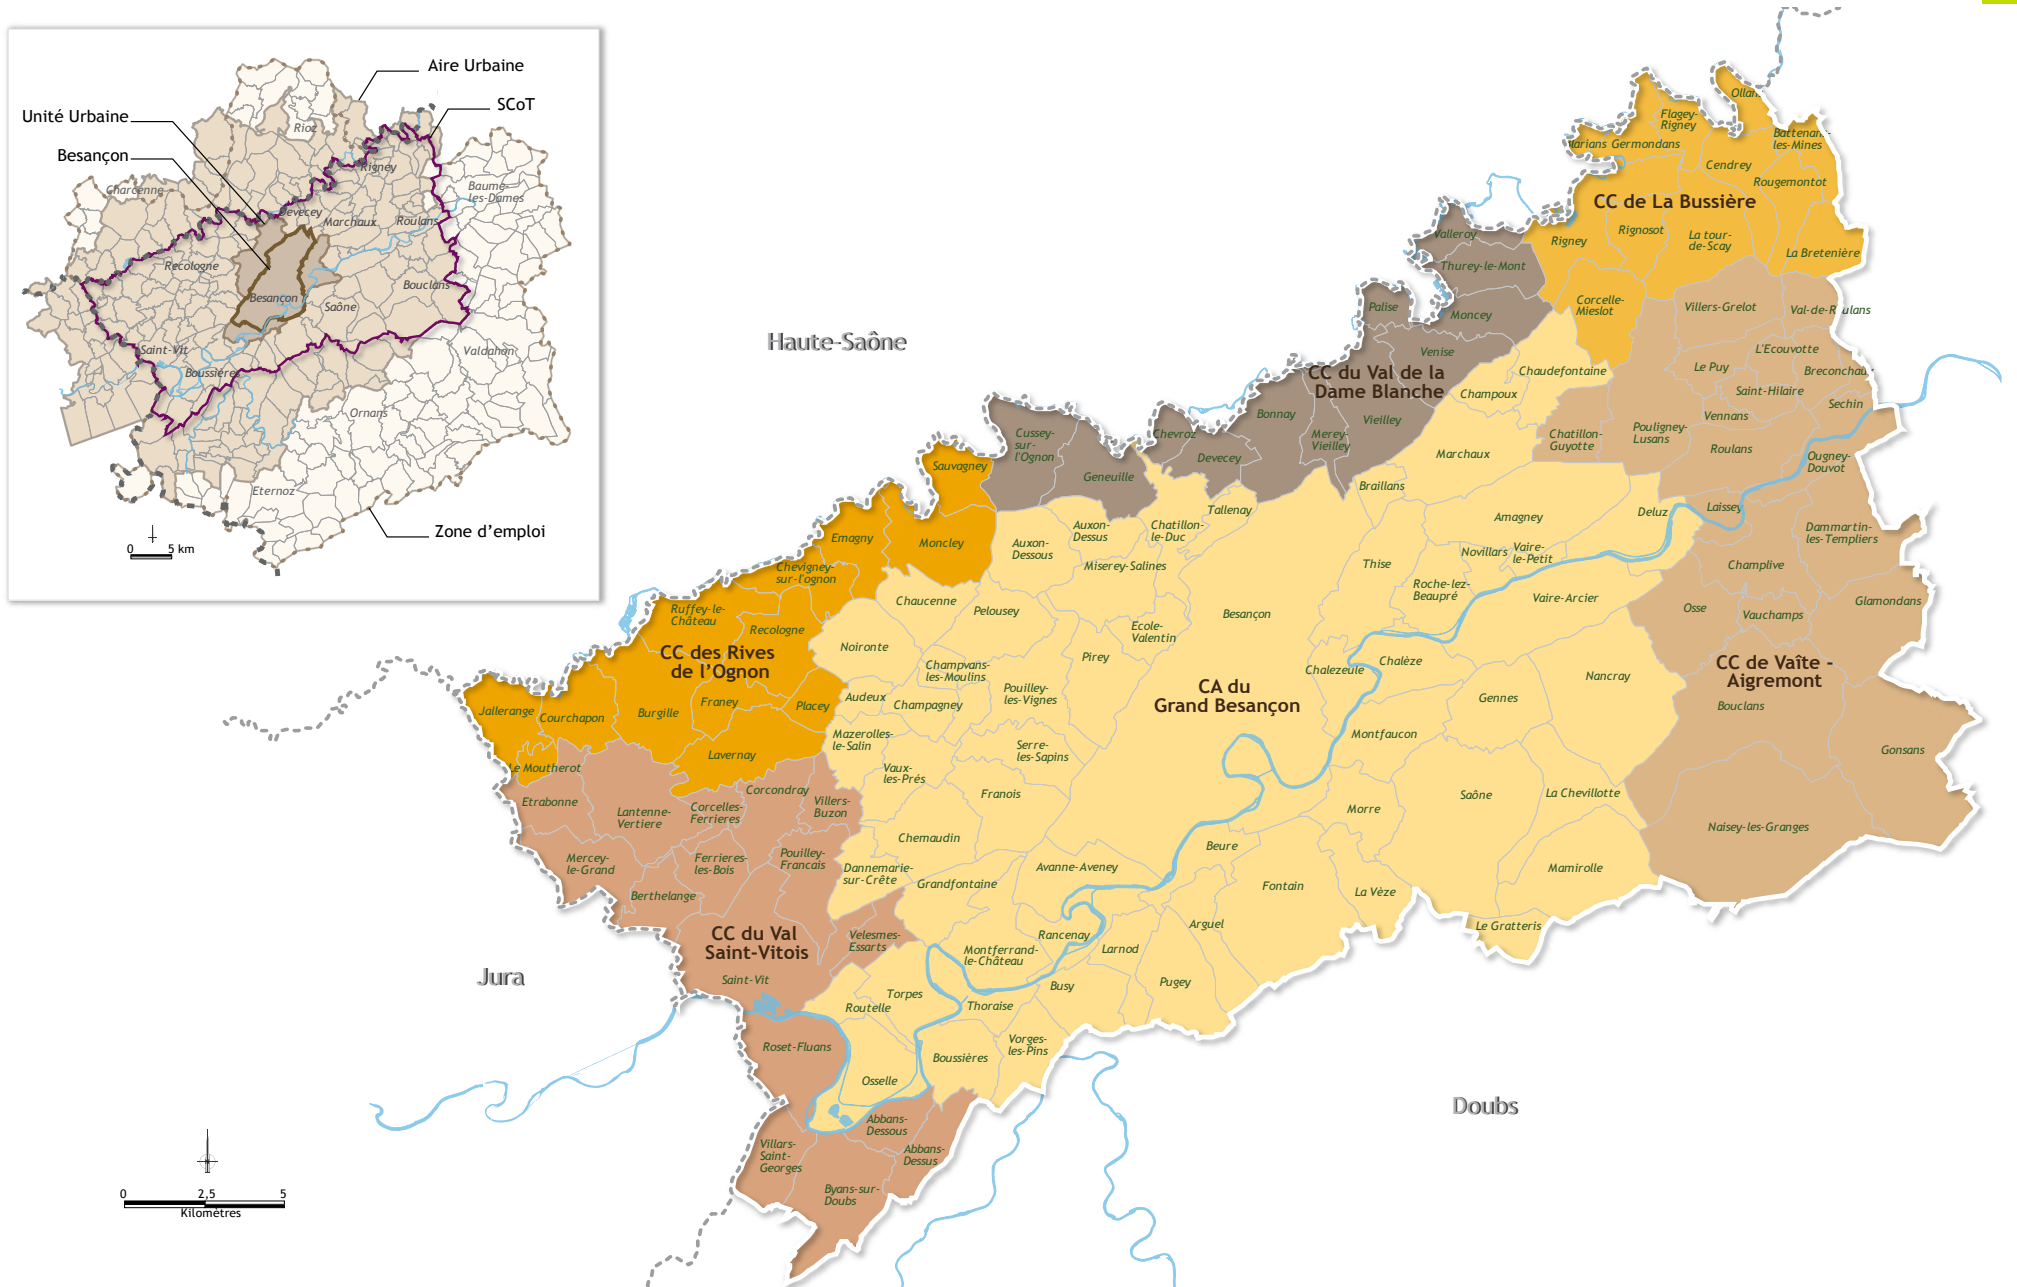 Aire Urbaine
SCoT
Unité Urbaine
Besançon
Rioz
Rigney
Charcenne
Baume-
les-Dames
Devecey
Marchaux
Roulans
Recologne
Bouclans
Besançon
Saône
Saint-Vit
Valdahon
Boussières
Ornans
Eternoz
Zone d'emploi
0 5 km
Haute-Saône
Jura
Doubs
0 2,5 5
Kilomètres
CC de La Bussière
Flagey-
Rigney
Germondans
Battenans-
les-Mines
Cendrey
Rougemontot
Rigney
Rignosot
La tour-
de-Scay
La Bretenière
Corcelle-
Mieslot
CC du Val de la
Dame Blanche
Valleroy
Thurey-le-Mont
Palise
Moncey
Venise
Vieilley
Merey-
Vieilley
Bonnay
Chevroz
Devecey
Cussey-
sur-
l'Ognon
Geneuille
CC de Vaîte -
Aigremont
Villers-Grelot
Val-de-Roulans
L'Ecouvotte
Le Puy
Breconchaux
Saint-Hilaire
Sechin
Vennans
Pouligney-
Lusans
Chatillon-
Guyotte
Roulans
Ougney-
Douvot
Laissey
Dammartin-
les-Templiers
Champlive
Osse
Vauchamps
Glamondans
Bouclans
Gonsans
Naisey-les-Granges
CC des Rives
de l'Ognon
Sauvagney
Emagny
Moncley
Chevigney-
sur-l'ognon
Ruffey-le-
Château
Recologne
Jallerange
Courchapon
Burgille
Franey
Placey
Lavernay
Le Moutherot
CC du Val
Saint-Vitois
Etrabonne
Lantenne-
Vertiere
Corcelles-
Ferrieres
Corcondray
Villers-
Buzon
Mercey-
le-Grand
Ferrieres-
les-Bois
Pouilley-
Francais
Berthelange
Velesmes-
Essarts
Saint-Vit
Roset-Fluans
Abbans-
Dessous
Abbans-
Dessus
Villars-
Saint-
Georges
Byans-sur-
Doubs
CA du
Grand Besançon
Chaudefontaine
Champoux
Marchaux
Braillans
Tallenay
Chatillon-
le-Duc
Auxon-
Dessus
Auxon-
Dessous
Miserey-Salines
Amagney
Deluz
Novillars
Vaire-
le-Petit
Thise
Roche-lez-
Beaupré
Vaire-Arcier
Chaucenne
Pelousey
Besançon
Ecole-
Valentin
Noironte
Pirey
Champvans-
les-Moulins
Chalezeule
Chalèze
Nancray
Gennes
Audeux
Champagney
Pouilley-
les-Vignes
Mazerolles-
le-Salin
Serre-
les-Sapins
Montfaucon
Vaux-
les-Prés
Franois
Morre
Saône
La Chevillotte
Chemaudin
Beure
Dannemarie-
sur-Crête
Grandfontaine
Avanne-Aveney
Fontain
La Vèze
Mamirolle
Arguel
Le Gratteris
Rancenay
Larnod
Montferrand-
le-Château
Pugey
Busy
Torpes
Routelle
Thoraise
Vorges-
les-Pins
Boussières
Osselle